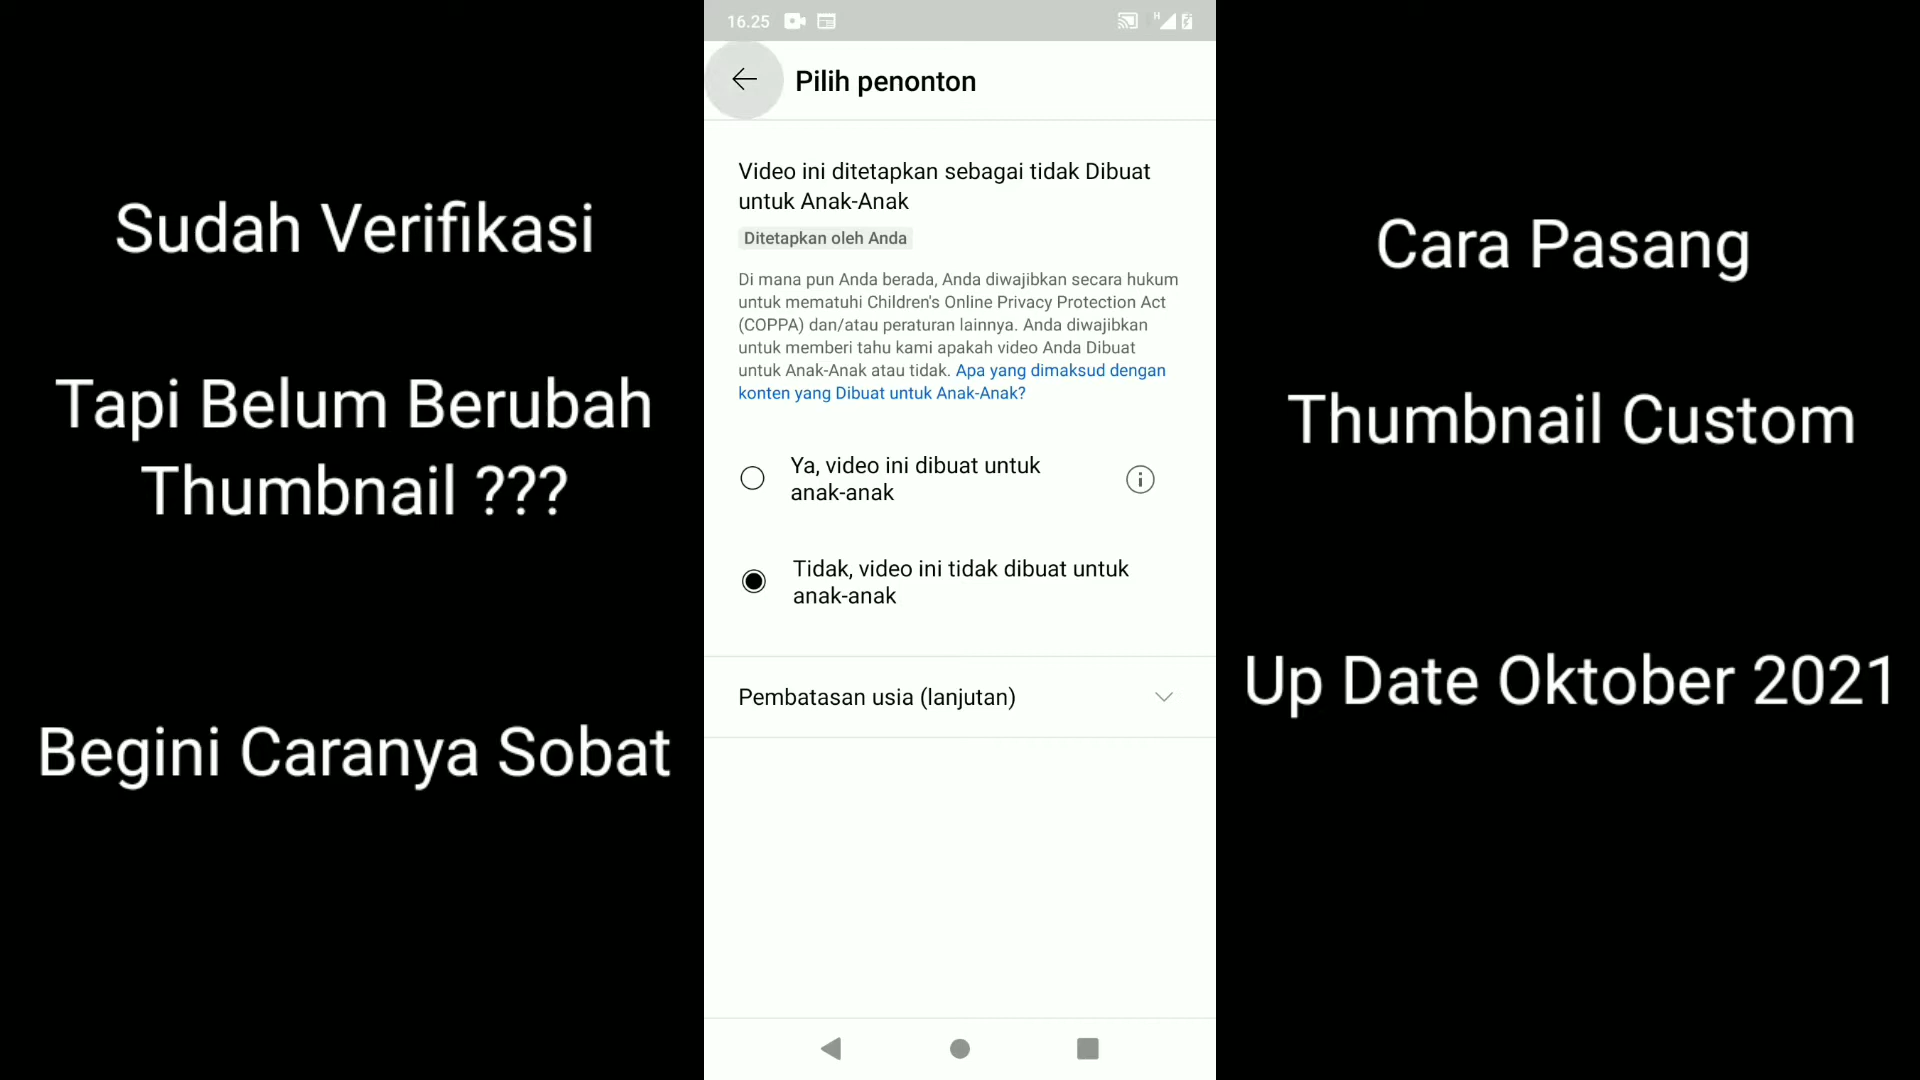 Sudah Verifikasi
Tapi Belum Berubah
Thumbnail ???
Begini Caranya Sobat
16.25
H
Pilih penonton
Video ini ditetapkan sebagai tidak Dibuat
untuk Anak-Anak
Ditetapkan oleh Anda
Di mana pun Anda berada, Anda diwajibkan secara hukum
untuk mematuhi Children's Online Privacy Protection Act
(COPPA) dan/atau peraturan lainnya. Anda diwajibkan
untuk memberi tahu kami apakah video Anda Dibuat
untuk Anak-Anak atau tidak. Apa yang dimaksud dengan
konten yang Dibuat untuk Anak-Anak?
Ya, video ini dibuat untuk
anak-anak
Tidak, video ini tidak dibuat untuk
anak-anak
Pembatasan usia (lanjutan)
Cara Pasang
Thumbnail Custom
Up Date Oktober 2021